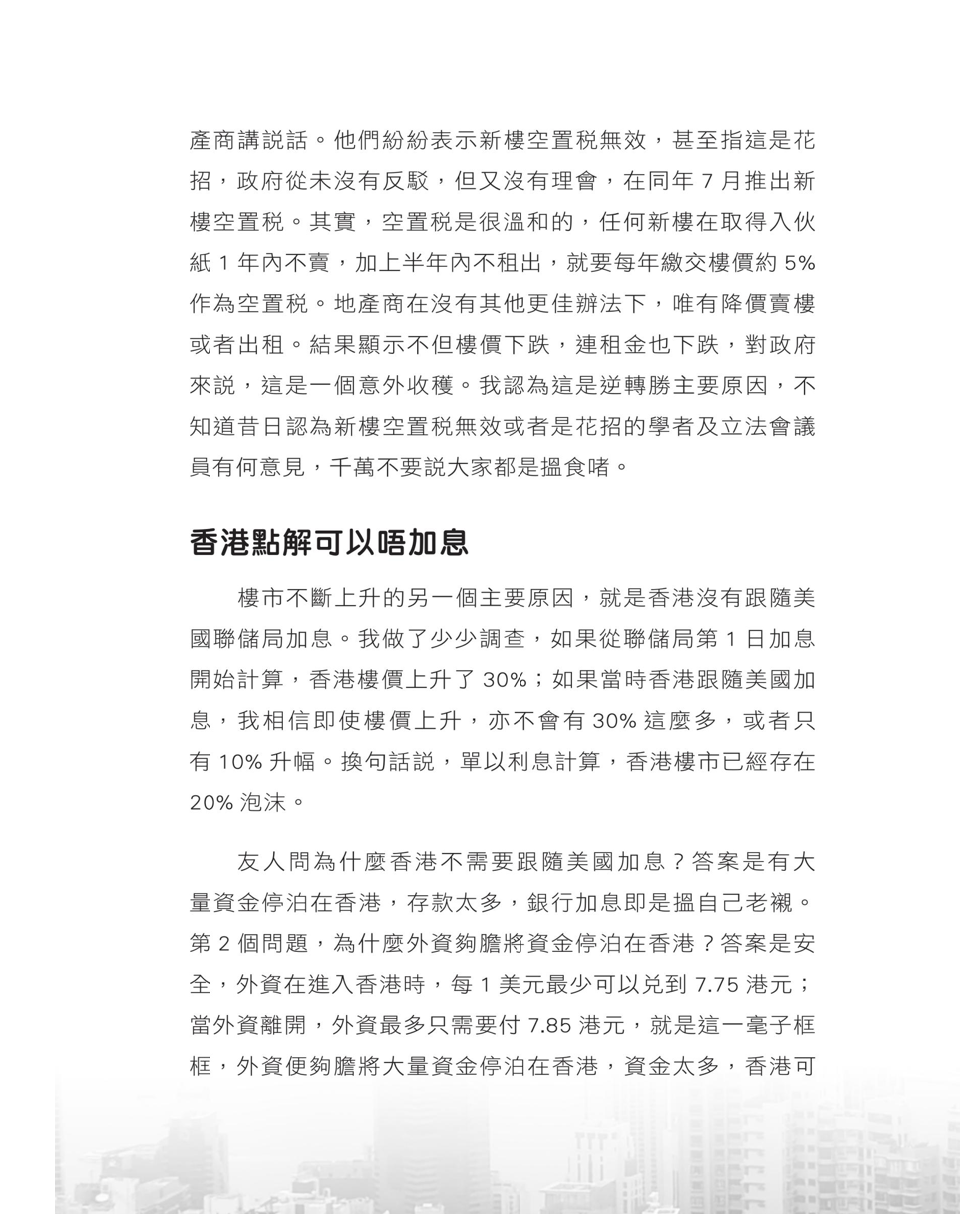 產商講説話。他們紛紛表示新樓空置税無效，甚至指這是花
招，政府從未沒有反駁，但又沒有理會，在同年 7 月推出新
樓空置税。其實，空置税是很溫和的，任何新樓在取得入伙
紙 1 年內不賣，加上半年內不租出，就要每年繳交樓價約 5%
作為空置税。地產商在沒有其他更佳辦法下，唯有降價賣樓
或者出租。結果顯示不但樓價下跌，連租金也下跌，對政府
來説，這是一個意外收穫。我認為這是逆轉勝主要原因，不
知道昔日認為新樓空置税無效或者是花招的學者及立法會議
員有何意見，千萬不要説大家都是搵食啫。
香港點解可以唔加息
樓市不斷上升的另一個主要原因，就是香港沒有跟隨美
國聯儲局加息。我做了少少調查，如果從聯儲局第 1 日加息
開始計算，香港樓價上升了 30%；如果當時香港跟隨美國加
息，我相信即使樓價上升，亦不會有 30% 這麼多，或者只
有 10% 升幅。換句話説，單以利息計算，香港樓市已經存在
20% 泡沫。
友人問為什麼香港不需要跟隨美國加息？答案是有大
量資金停泊在香港，存款太多，銀行加息即是搵自己老襯。
第 2 個問題，為什麼外資夠膽將資金停泊在香港？答案是安
全，外資在進入香港時，每 1 美元最少可以兑到 7.75 港元；
當外資離開，外資最多只需要付 7.85 港元，就是這一毫子框
框，外資便夠膽將大量資金停泊在香港，資金太多，香港可